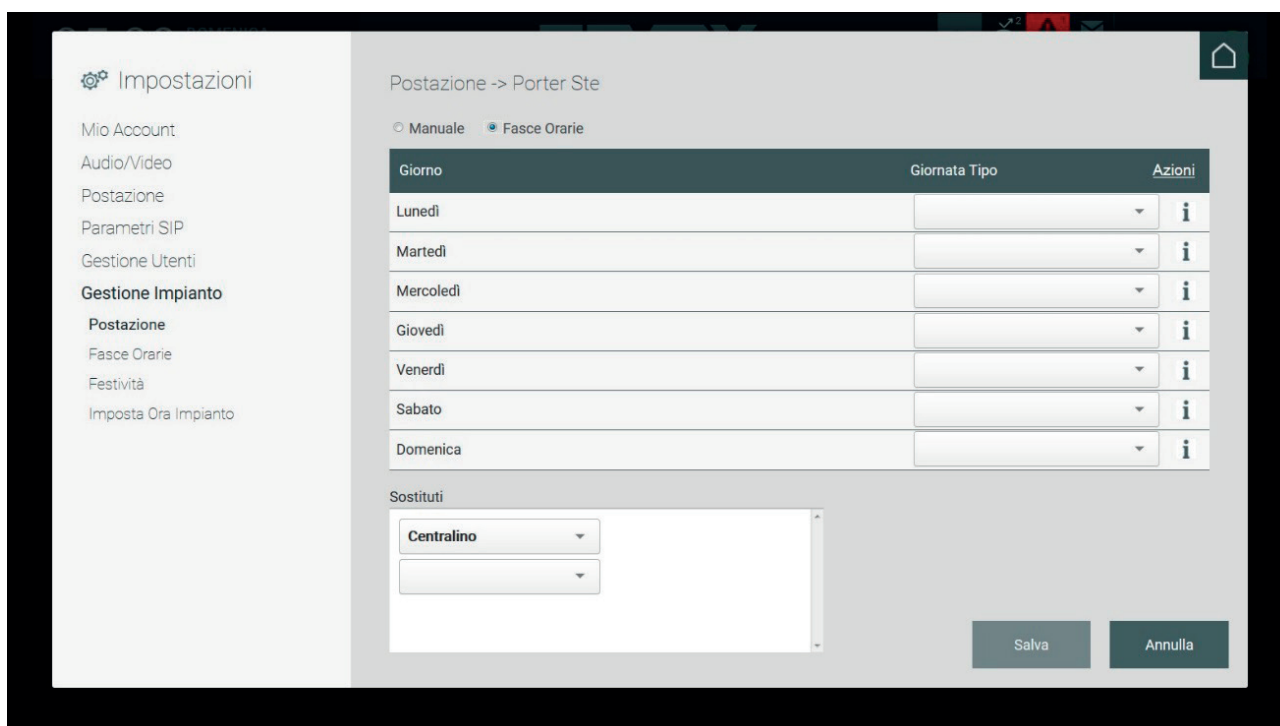 DOMENICA
2
Impostazioni
Mio Account
Audio/Video
Postazione
Parametri SIP
Gestione Utenti
Gestione Impianto
Postazione
Fasce Orarie
Festività
Imposta Ora Impianto
Postazione -> Porter Ste
Manuale Fasce Orarie
Giorno Giornata Tipo Azioni
Lunedì
Martedì
Mercoledì
Giovedì
Venerdì
Sabato
Domenica
Sostituti
Centralino
Salva Annulla